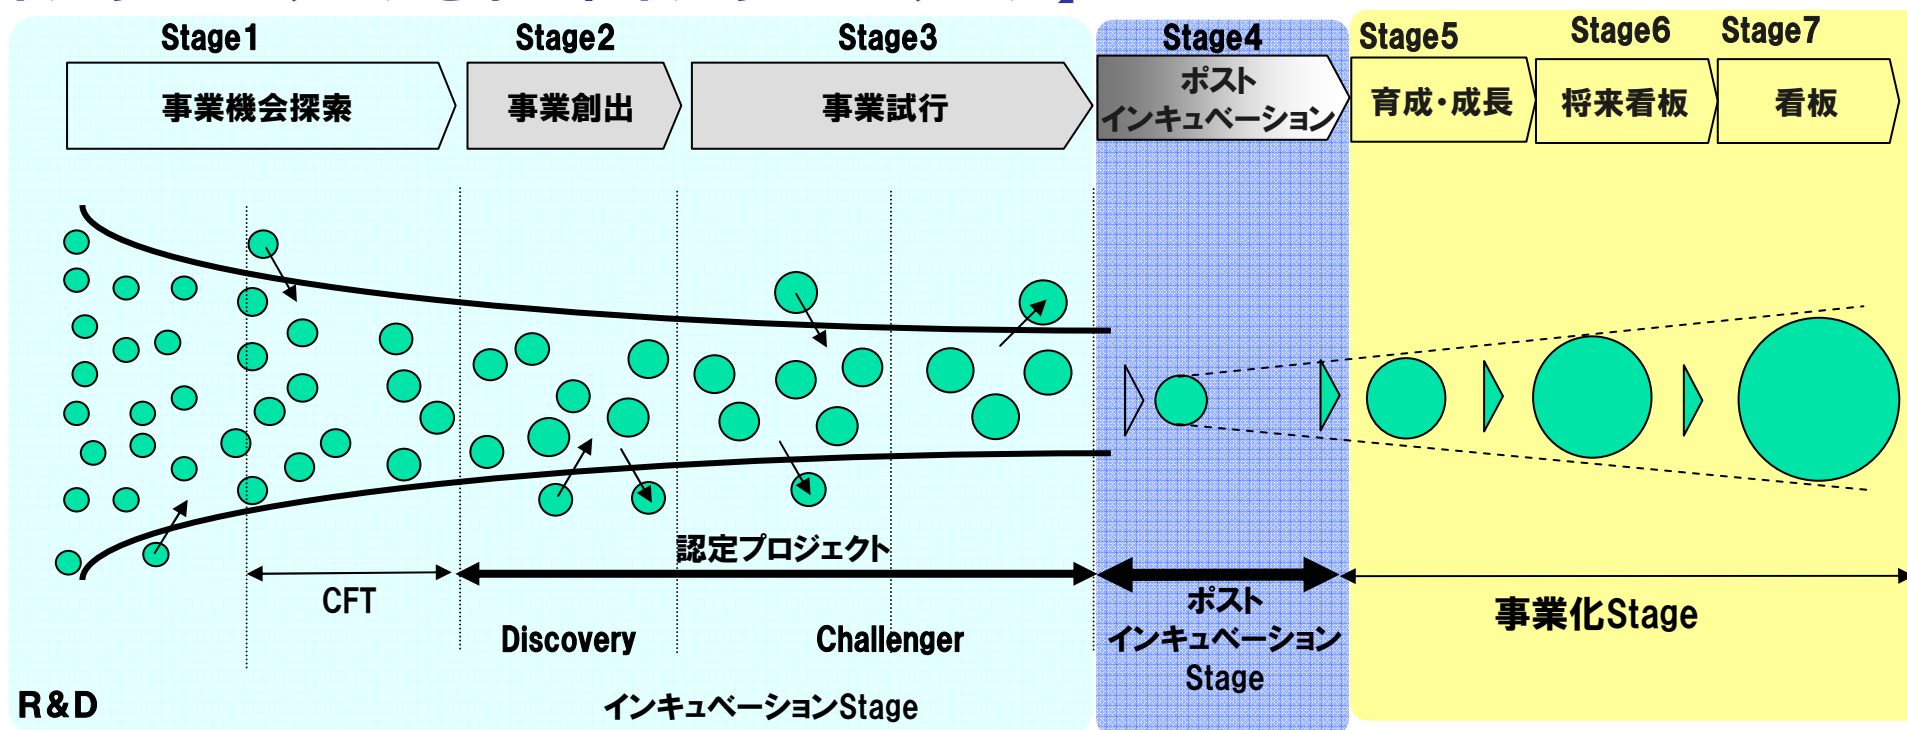 Stage1
Stage2
Stage3
Stage4
Stage5
Stage6
Stage7
事業機会探索
事業創出
事業試行
ポスト
インキュベーション
育成・成長
将来看板
看板
認定プロジェクト
CFT
Discovery
Challenger
ポスト
インキュベーション
Stage
事業化Stage
R&D
インキュベーションStage